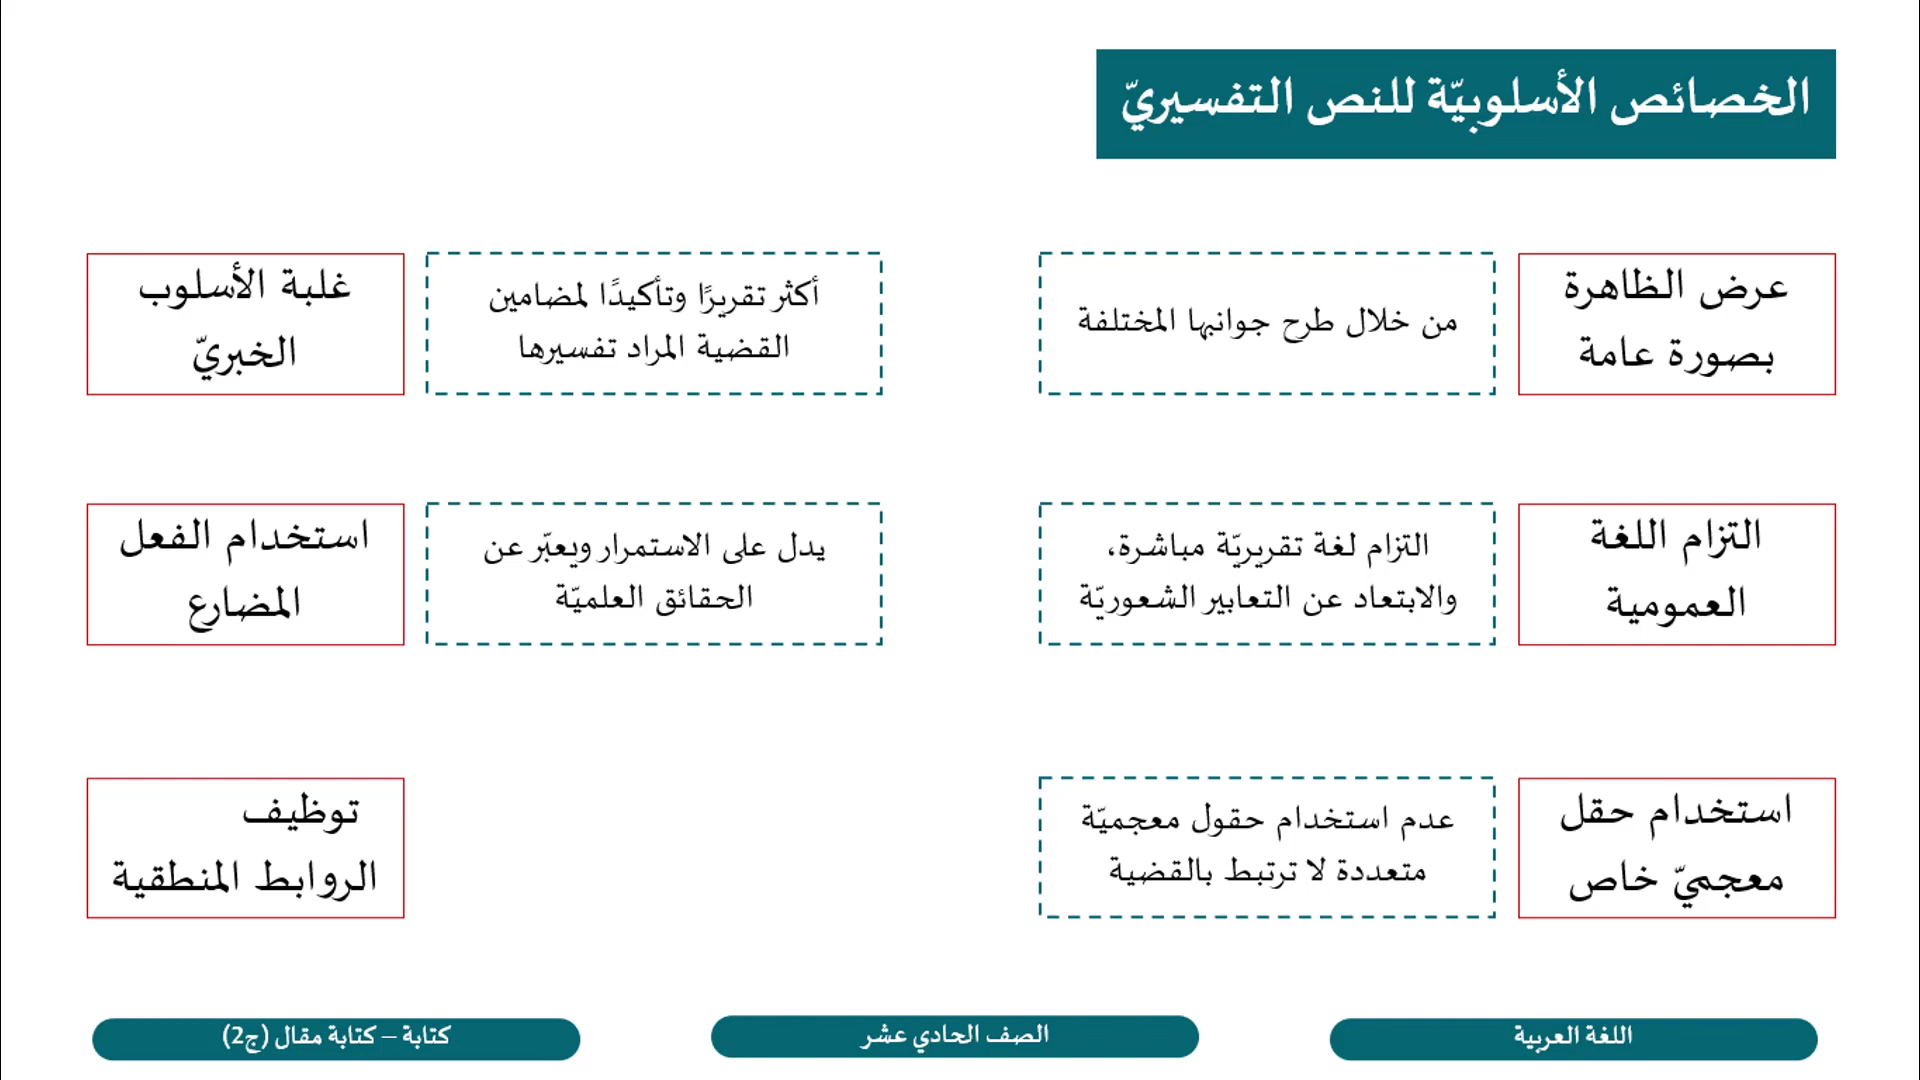 الخصائص الأسلوبيّة للنص التفسيريّ
عرض الظاهرة
بصورة عامة
من خلال طرح جوانبها المختلفة
غلبة الأسلوب
الخبريّ
أكثر تقريرًا وتأكيدًا لمضامين
القضية المراد تفسيرها
التزام اللغة
العمومية
التزام لغة تقريريّة مباشرة،
والابتعاد عن التعابير الشعوريّة
استخدام الفعل
المضارع
يدل على الاستمرار ويعبّر عن
الحقائق العلميّة
استخدام حقل
معجميّ خاص
عدم استخدام حقول معجميّة
متعددة لا ترتبط بالقضية
توظيف
الروابط المنطقية
اللغة العربية
الصف الحادي عشر
كتابة – كتابة مقال (ج2)